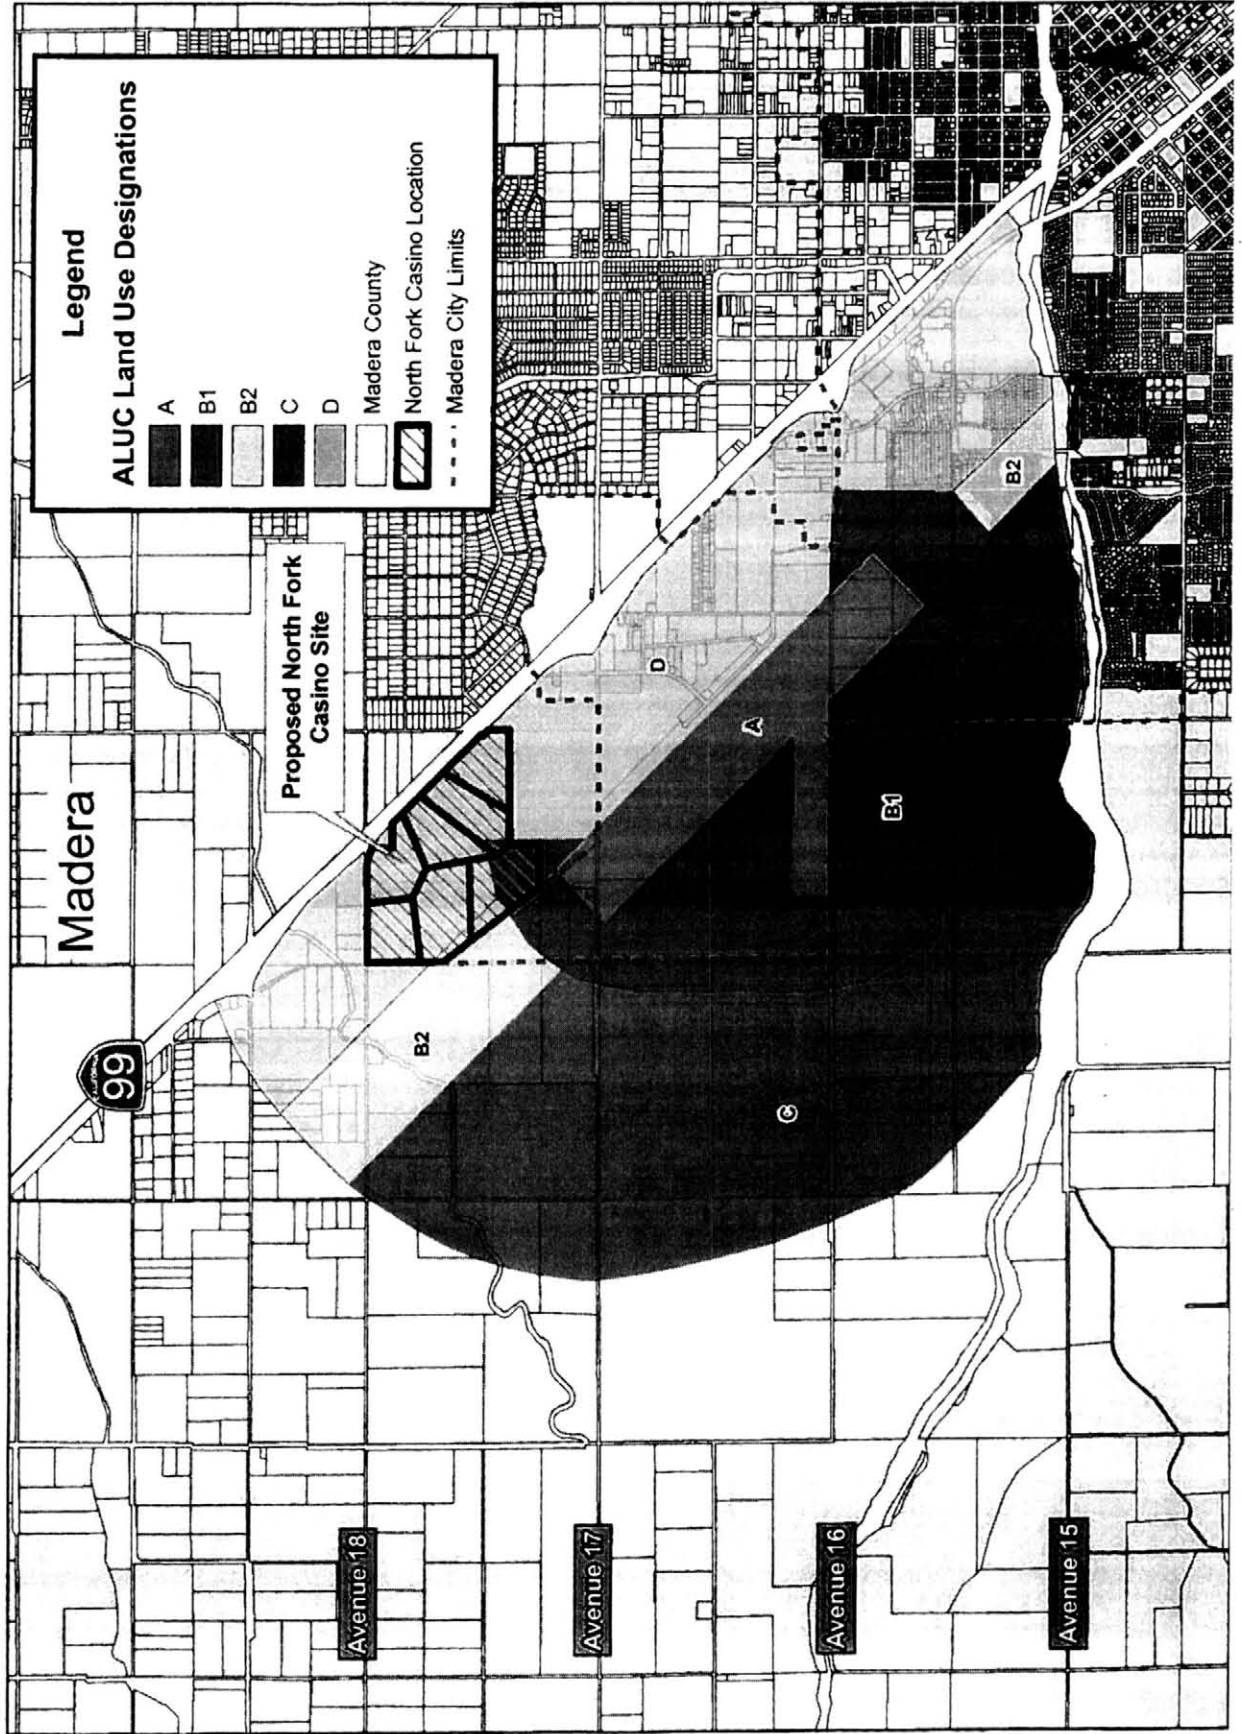 Legend
ALUC Land Use Designations
A
B1
B2
C
D
Madera County
North Fork Casino Location
Madera City Limits
Madera
Proposed North Fork
Casino Site
CALIFORNIA
99
B2
D
A
B1
B2
C
Avenue 18
Avenue 17
Avenue 16
Avenue 15